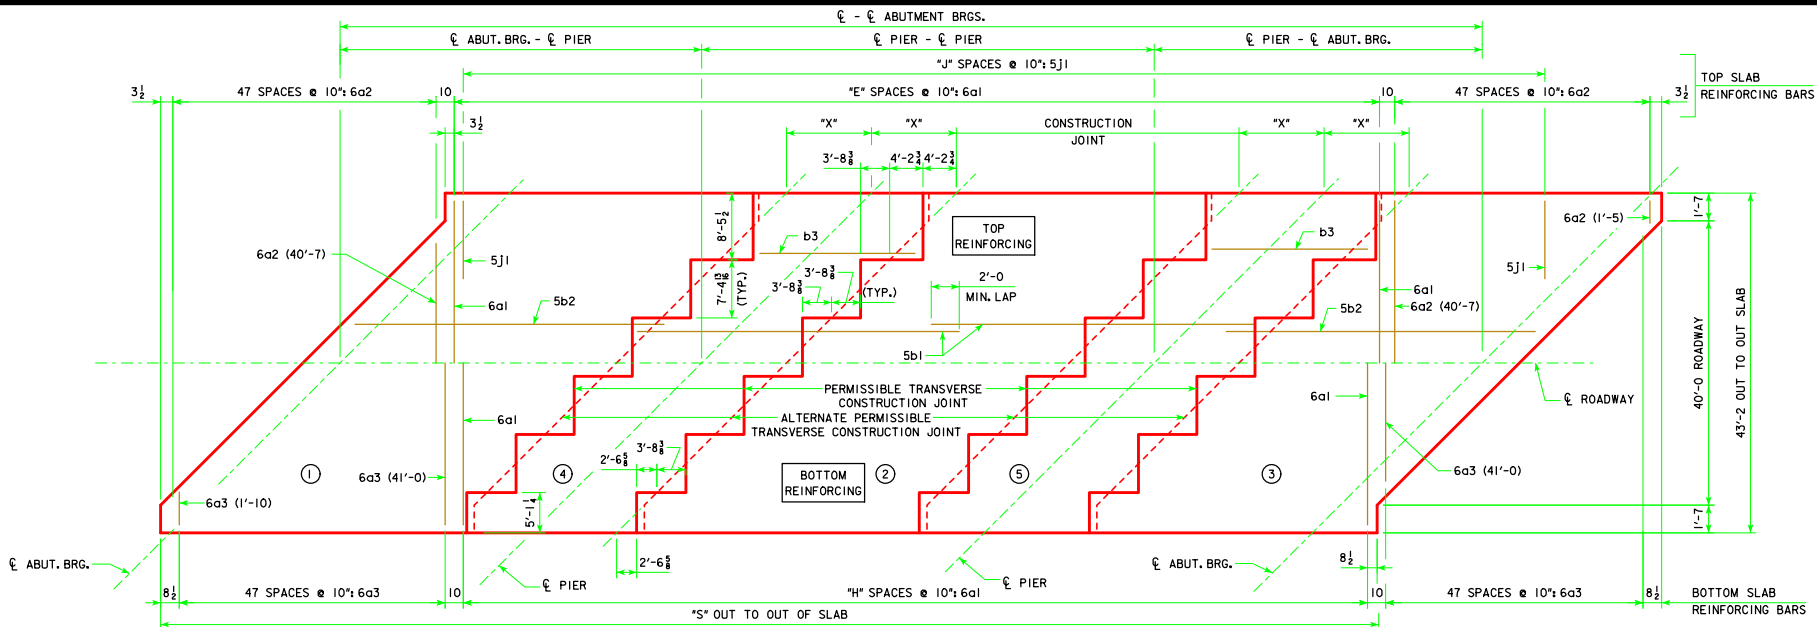 ℄ - ℄ ABUTMENT BRGS.
℄ ABUT. BRG. - ℄ PIER
℄ PIER - ℄ PIER
℄ PIER - ℄ ABUT. BRG.
"J" SPACES @ 10": 5j1
TOP SLAB
REINFORCING BARS
3½
47 SPACES @ 10": 6a2
10
"E" SPACES @ 10": 6a1
10
47 SPACES @ 10": 6a2
3½
3½
"X"
"X"
CONSTRUCTION
JOINT
"X"
"X"
3'-8⅜
4'-2¾
4'-2¾
8'-5½
b3
TOP
REINFORCING
b3
6a2 (1'-5)
1'-7
6a2 (40'-7)
5j1
7'-4 13/16
(TYP.)
3'-8⅜
3'-8⅜
(TYP.)
2'-0
MIN. LAP
5j1
6a1
5b2
6a1
6a2 (40'-7)
5b2
5b1
40'-0 ROADWAY
43'-2 OUT TO OUT SLAB
PERMISSIBLE TRANSVERSE
CONSTRUCTION JOINT
6a1
℄ ROADWAY
ALTERNATE PERMISSIBLE
TRANSVERSE CONSTRUCTION JOINT
6a1
2'-6⅝
3'-8⅜
1
6a3 (41'-0)
4
BOTTOM
REINFORCING
2
5
3
6a3 (41'-0)
6a3 (1'-10)
5'-1¼
1'-7
℄ ABUT. BRG.
2'-6⅝
℄ PIER
℄ PIER
℄ ABUT. BRG.
8½
8½
47 SPACES @ 10": 6a3
10
"H" SPACES @ 10": 6a1
10
47 SPACES @ 10": 6a3
8½
BOTTOM SLAB
REINFORCING BARS
"S" OUT TO OUT OF SLAB